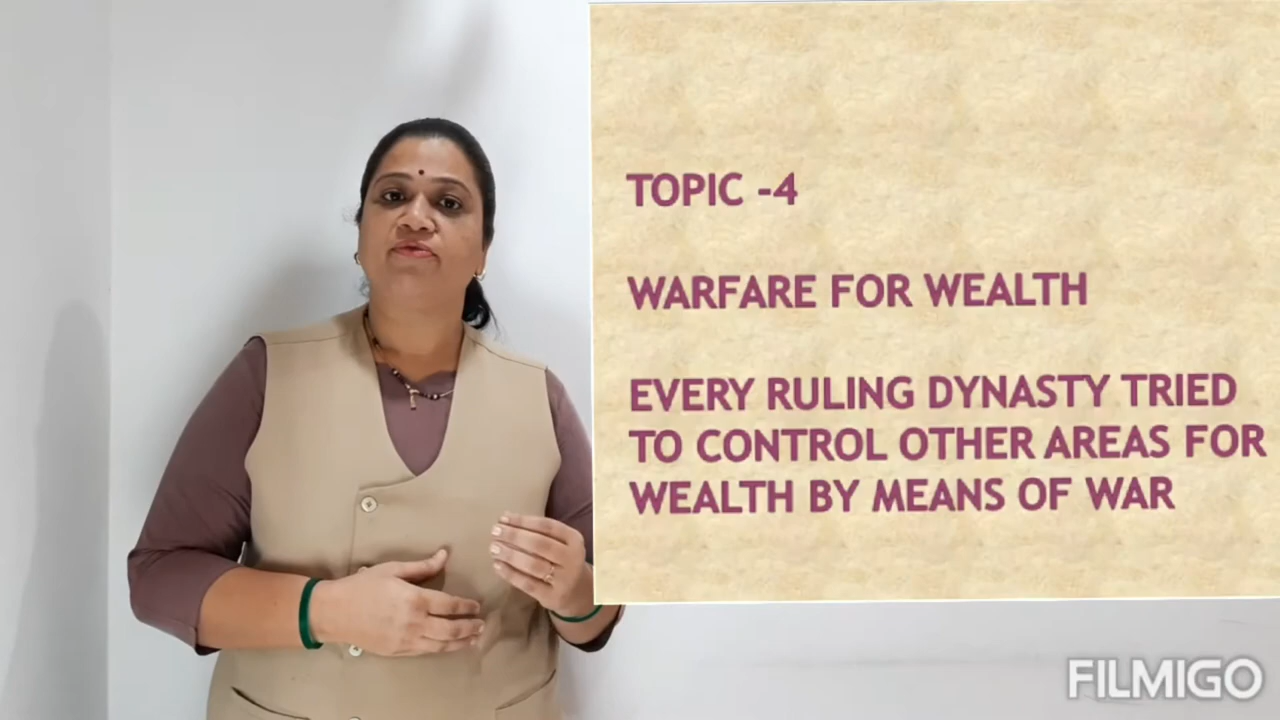 TOPIC -4
WARFARE FOR WEALTH
EVERY RULING DYNASTY TRIED
TO CONTROL OTHER AREAS FOR
WEALTH BY MEANS OF WAR
FILMIGO